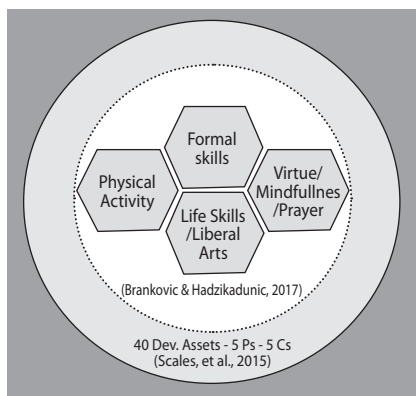 Formal
skills
Physical
Activity
Virtue/
Mindfullnes
/Prayer
Life Skills
/Liberal
Arts
(Brankovic & Hadzikadunic, 2017)
40 Dev. Assets - 5 Ps - 5 Cs
(Scales, et al., 2015)